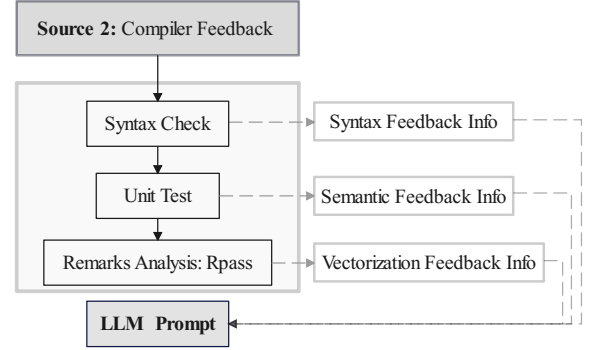 Source 2: Compiler Feedback
Syntax Check
Syntax Feedback Info
Unit Test
Semantic Feedback Info
Remarks Analysis: Rpass
Vectorization Feedback Info
LLM Prompt